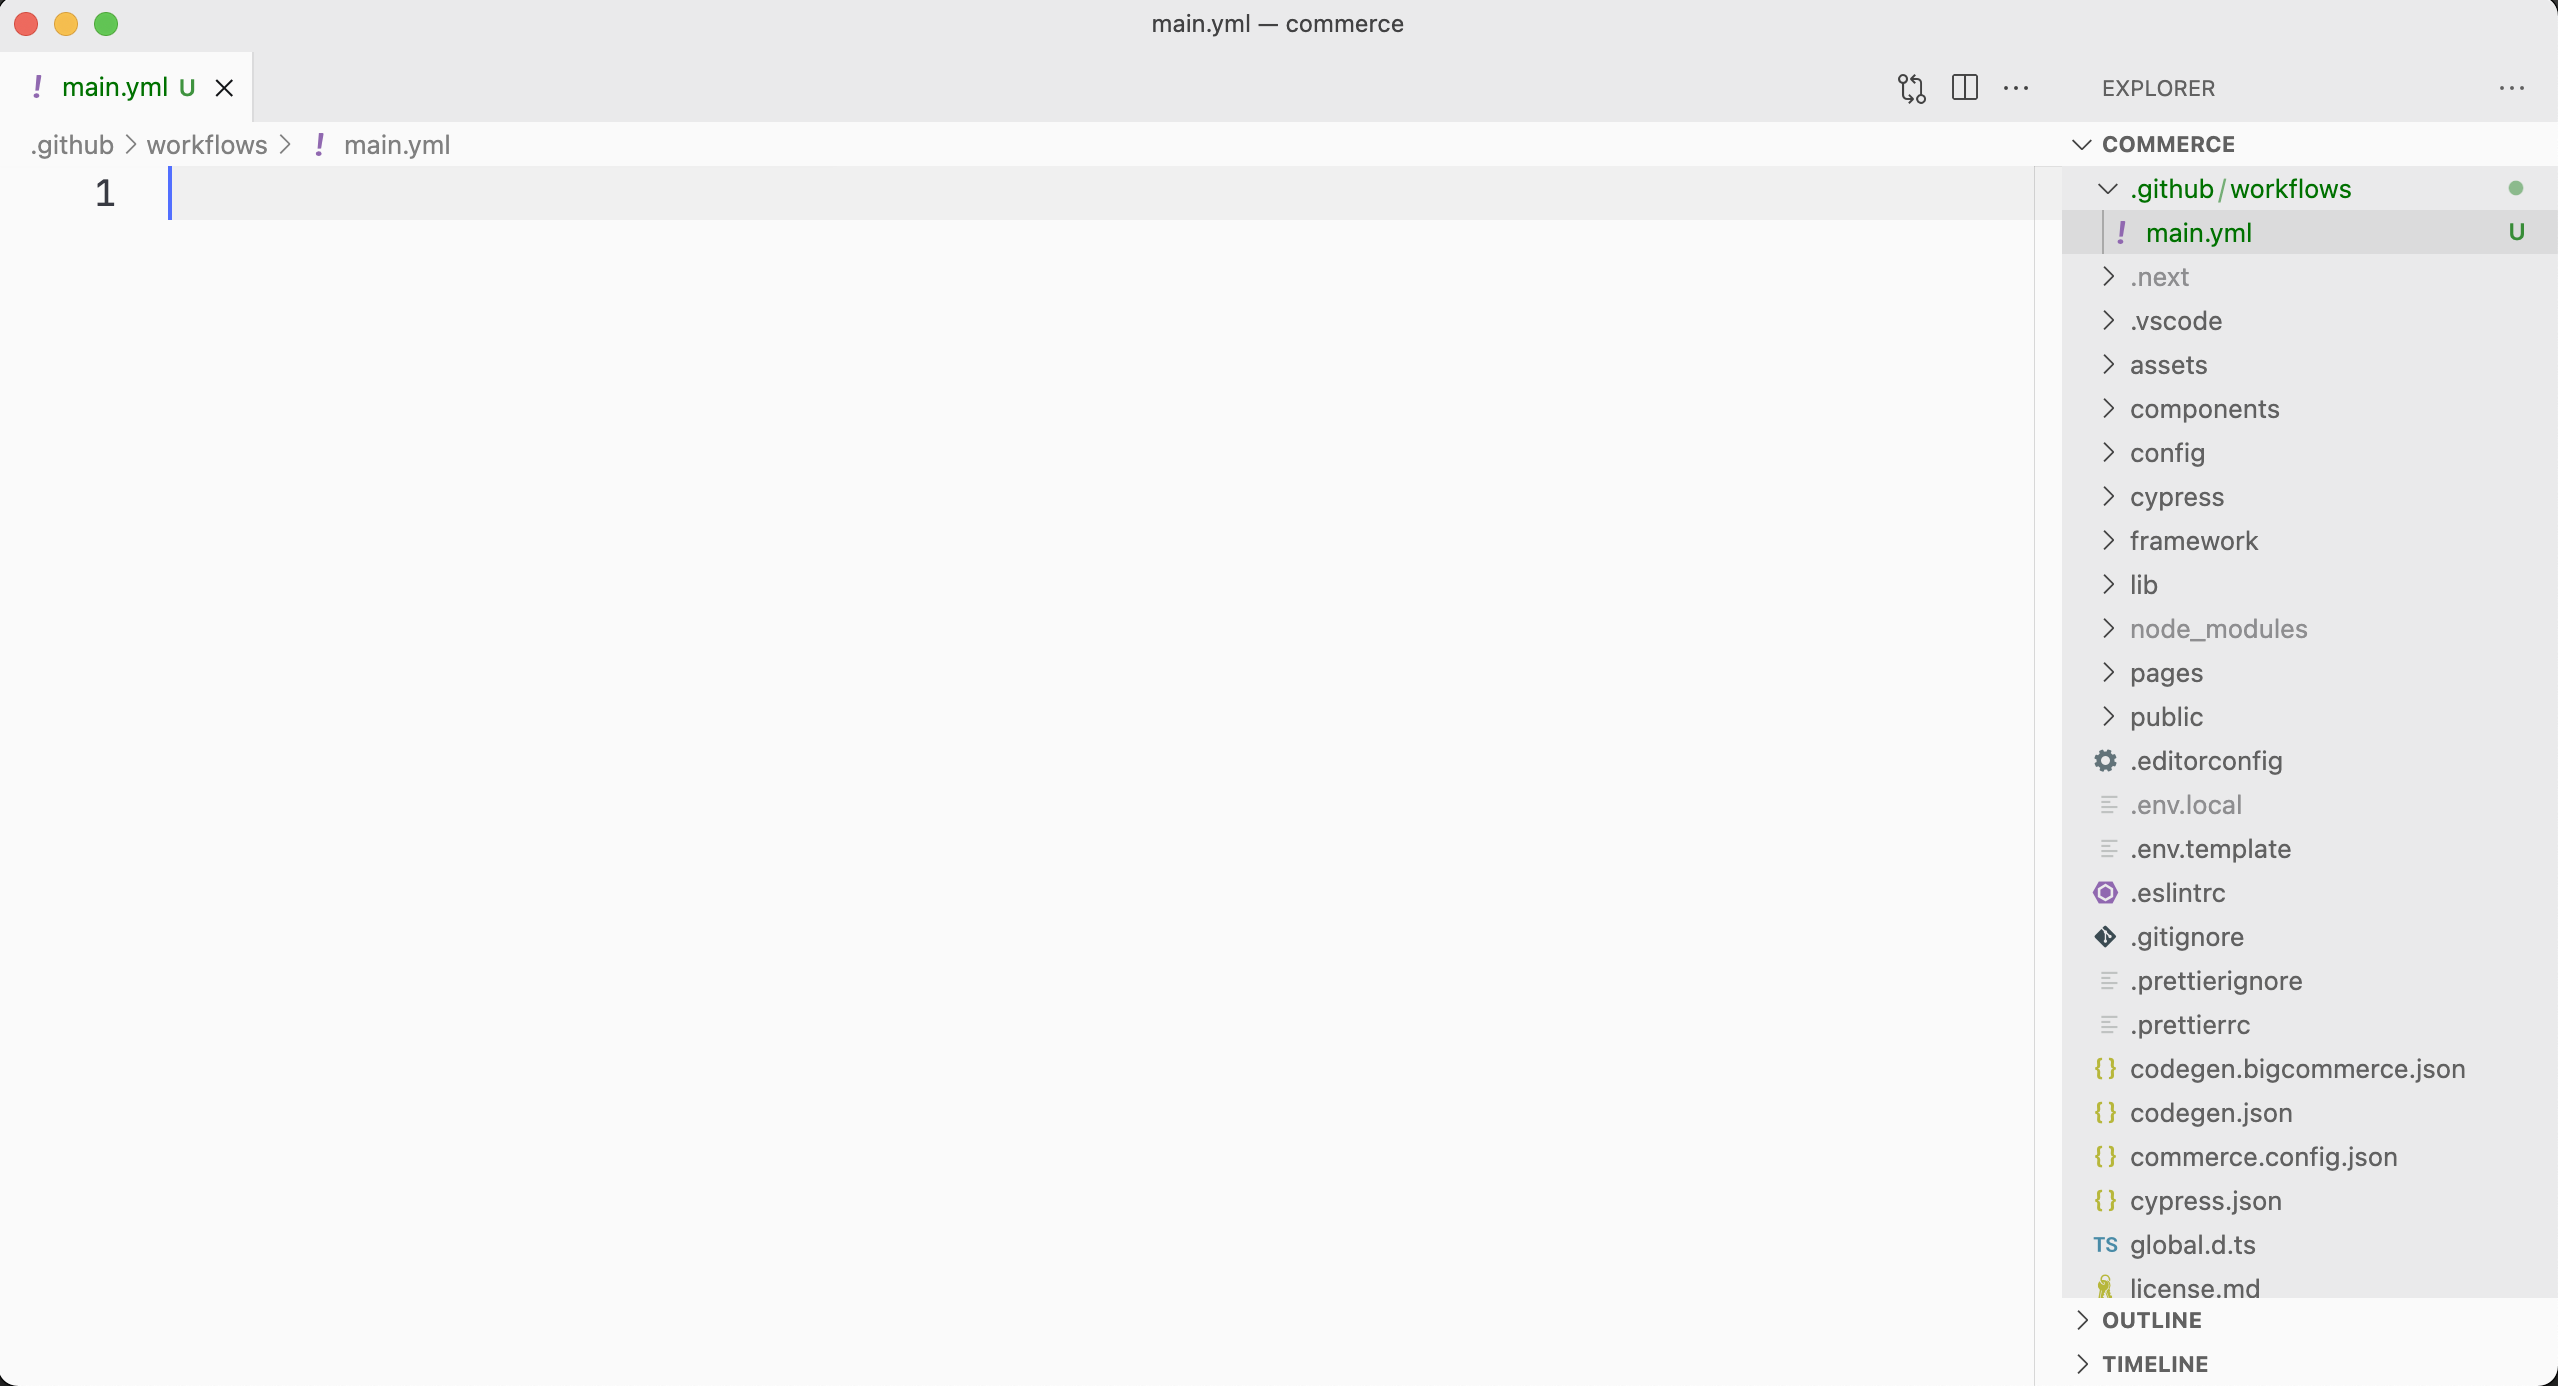 main.yml — commerce
main.yml U
.github > workflows > ! main.yml
1
EXPLORER
COMMERCE
.github/workflows
! main.yml U
.next
.vscode
assets
components
config
cypress
framework
lib
node_modules
pages
public
.editorconfig
.env.local
.env.template
.eslintrc
.gitignore
.prettierignore
.prettierrc
{} codegen.bigcommerce.json
{} codegen.json
{} commerce.config.json
{} cypress.json
TS global.d.ts
license.md
OUTLINE
TIMELINE